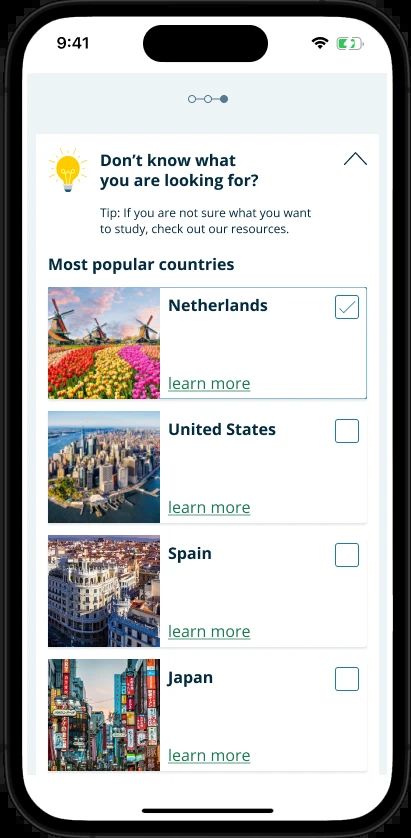 9:41
Don't know what
you are looking for?
Tip: If you are not sure what you want
to study, check out our resources.
Most popular countries
Netherlands
learn more
United States
learn more
Spain
learn more
Japan
learn more